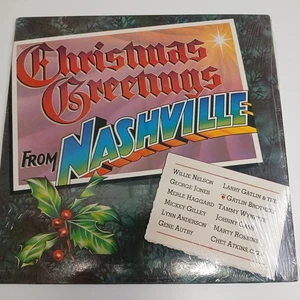 Christmas
Greetings
FROM NASHVILLE
WILLIE NELSON
GEORGE JONES
MERLE HAGGARD
MICKEY GILLEY
LYNN ANDERSON
GENE AUTRY
LARRY GATLIN & THE
GATLIN BROTHERS
TAMMY WYNETTE
JOHNNY CASH
MARTY ROBBINS
CHET ATKINS